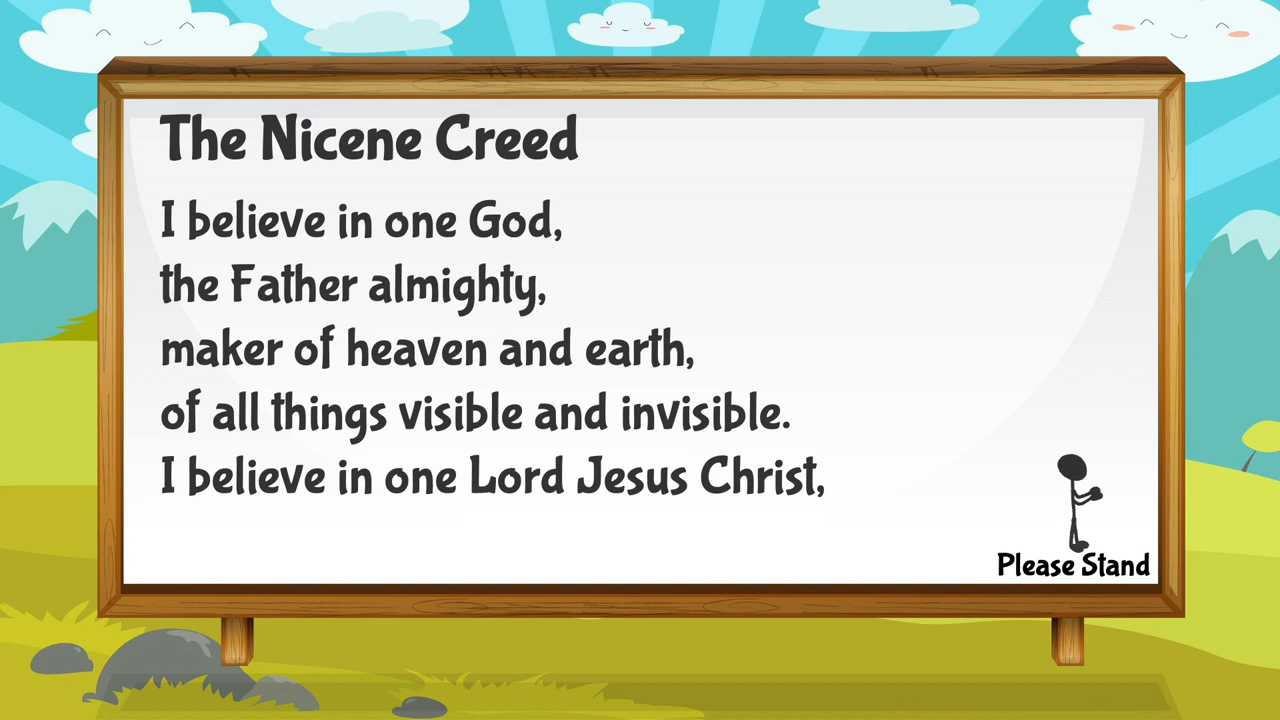 The Nicene Creed
I believe in one God,
the Father almighty,
maker of heaven and earth,
of all things visible and invisible.
I believe in one Lord Jesus Christ,
Please Stand